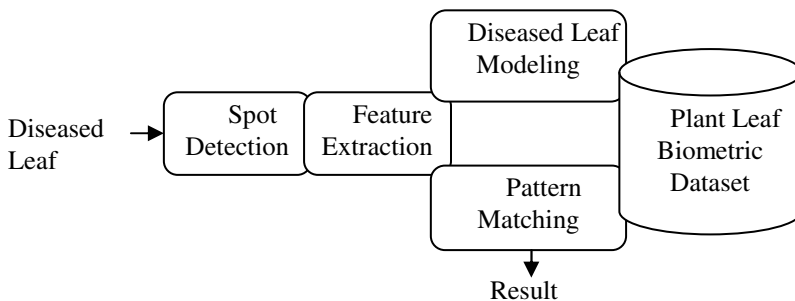 Diseased
Leaf
Spot
Detection
Feature
Extraction
Diseased Leaf
Modeling
Pattern
Matching
Plant Leaf
Biometric
Dataset
Result